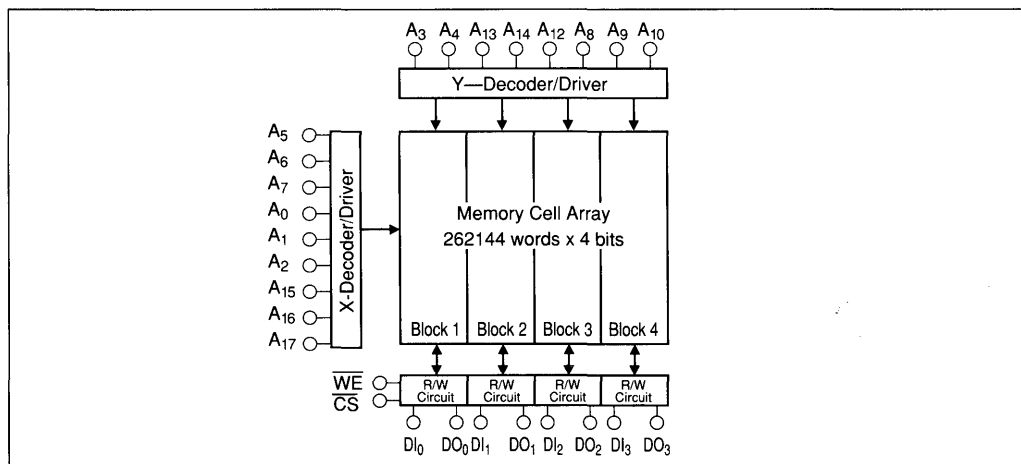 A3 A4 A13 A14 A12 A8 A9 A10
Y—Decoder/Driver
A5
A6
A7
A0
A1
A2
A15
A16
A17
X-Decoder/Driver
Memory Cell Array
262144 words x 4 bits
Block 1 Block 2 Block 3 Block 4
WE
CS
R/W Circuit R/W Circuit R/W Circuit R/W Circuit
DI0 DO0 DI1 DO1 DI2 DO2 DI3 DO3